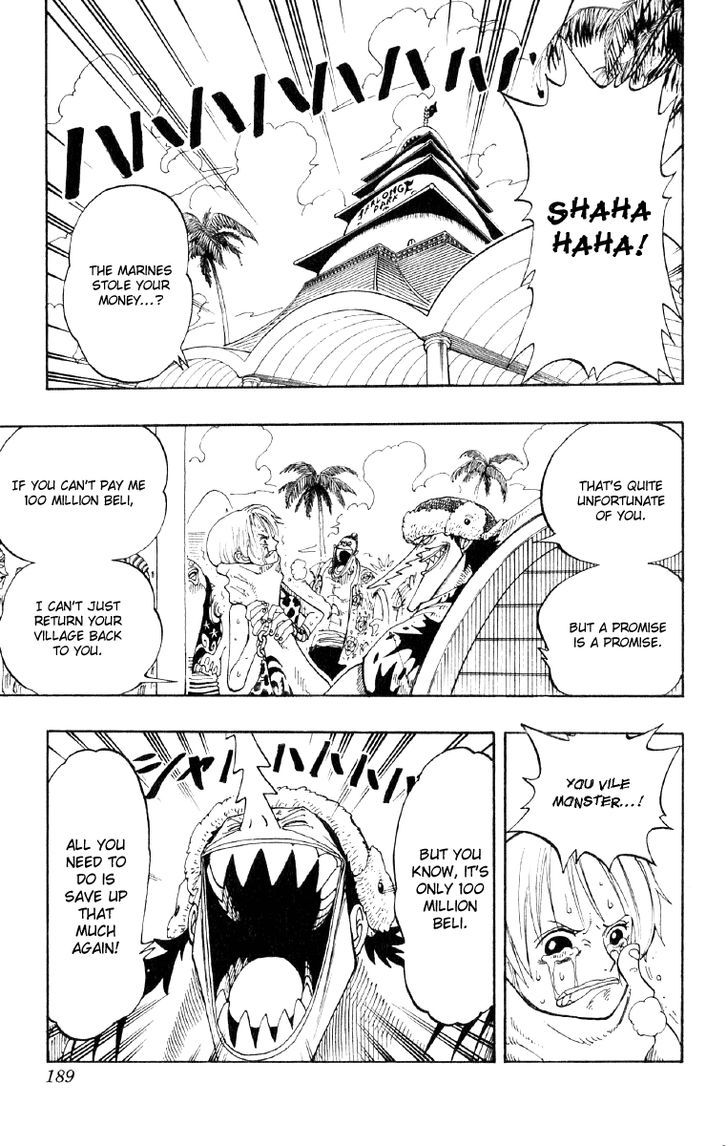 SHAHA
HAHA!
ハハハハハハハ
ARLONG
PARK
THE MARINES
STOLE YOUR
MONEY...?
THAT'S QUITE
UNFORTUNATE
OF YOU.
BUT A PROMISE
IS A PROMISE.
IF YOU CAN'T PAY ME
100 MILLION BELI,
I CAN'T JUST
RETURN YOUR
VILLAGE BACK
TO YOU.
YOU VILE
MONSTER...!
シャハハハハハ
BUT YOU
KNOW, IT'S
ONLY 100
MILLION
BELI.
ALL YOU
NEED TO
DO IS
SAVE UP
THAT
MUCH
AGAIN!
189